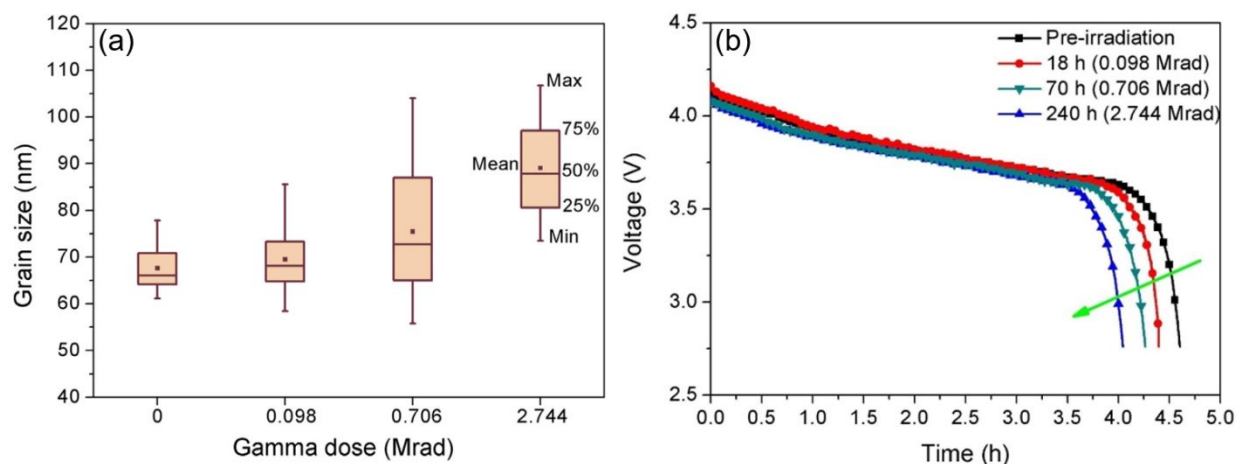 (a)
Grain size (nm)
120
110
100
90
80
70
60
50
40
Max
75%
Mean
50%
25%
Min
0
0.098
0.706
2.744
Gamma dose (Mrad)
(b)
Voltage (V)
4.5
4.0
3.5
3.0
2.5
Pre-irradiation
18 h (0.098 Mrad)
70 h (0.706 Mrad)
240 h (2.744 Mrad)
0.0
0.5
1.0
1.5
2.0
2.5
3.0
3.5
4.0
4.5
5.0
Time (h)